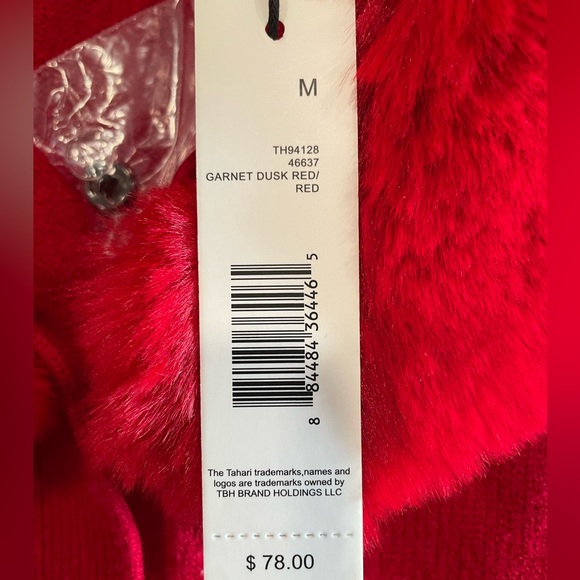 M
TH94128
46637
GARNET DUSK RED/
RED
8 84484 36446 5
The Tahari trademarks,names and
logos are trademarks owned by
TBH BRAND HOLDINGS LLC
$ 78.00